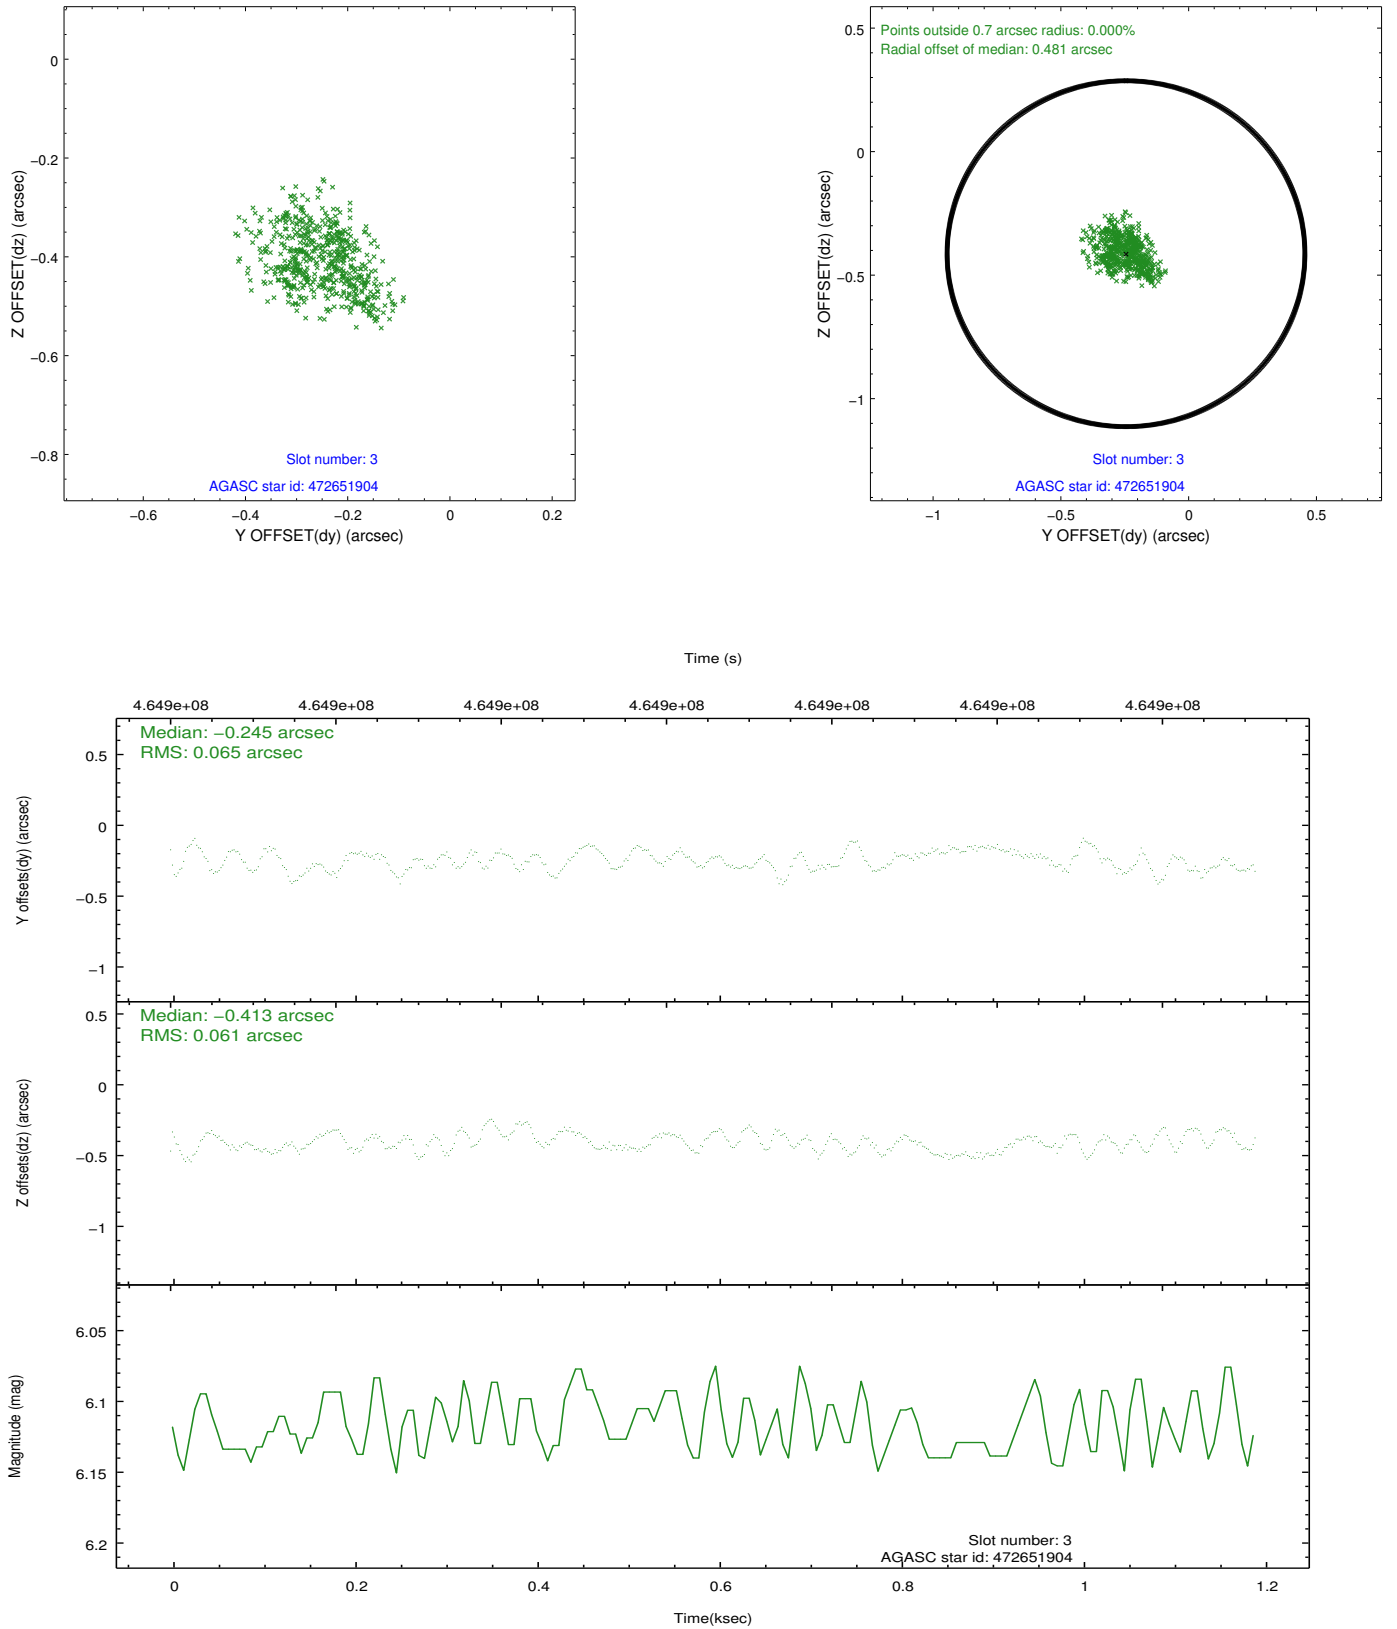 0
−0.2
−0.4
−0.6
−0.8
Z OFFSET(dz) (arcsec)
Slot number: 3
AGASC star id: 472651904
−0.6
−0.4
−0.2
0
0.2
Y OFFSET(dy) (arcsec)
Points outside 0.7 arcsec radius: 0.000%
Radial offset of median: 0.481 arcsec
0.5
0
−0.5
−1
Z OFFSET(dz) (arcsec)
Slot number: 3
AGASC star id: 472651904
−1
−0.5
0
0.5
Y OFFSET(dy) (arcsec)
Time (s)
4.649e+08
4.649e+08
4.649e+08
4.649e+08
4.649e+08
4.649e+08
4.649e+08
Median: −0.245 arcsec
RMS: 0.065 arcsec
0.5
0
−0.5
−1
Y offsets(dy) (arcsec)
Median: −0.413 arcsec
RMS: 0.061 arcsec
0.5
0
−0.5
−1
Z offsets(dz) (arcsec)
6.05
6.1
6.15
6.2
Magnitude (mag)
Slot number: 3
AGASC star id: 472651904
0
0.2
0.4
0.6
0.8
1
1.2
Time(ksec)